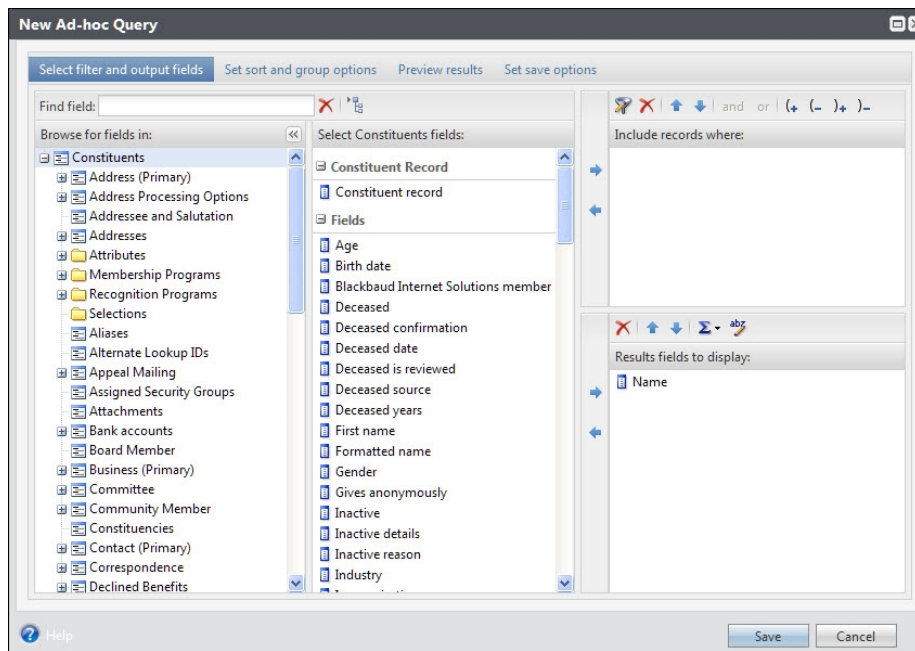 New Ad-hoc Query
Select filter and output fields Set sort and group options Preview results Set save options
Find field:
Browse for fields in:
Constituents
Address (Primary)
Address Processing Options
Addressee and Salutation
Addresses
Attributes
Membership Programs
Recognition Programs
Selections
Aliases
Alternate Lookup IDs
Appeal Mailing
Assigned Security Groups
Attachments
Bank accounts
Board Member
Business (Primary)
Committee
Community Member
Constituencies
Contact (Primary)
Correspondence
Declined Benefits
Select Constituents fields:
Constituent Record
Constituent record
Fields
Age
Birth date
Blackbaud Internet Solutions member
Deceased
Deceased confirmation
Deceased date
Deceased is reviewed
Deceased source
Deceased years
First name
Formatted name
Gender
Gives anonymously
Inactive
Inactive details
Inactive reason
Industry
and or (+ (- )+ )-
Include records where:
Σ abz
Results fields to display:
Name
Help
Save Cancel